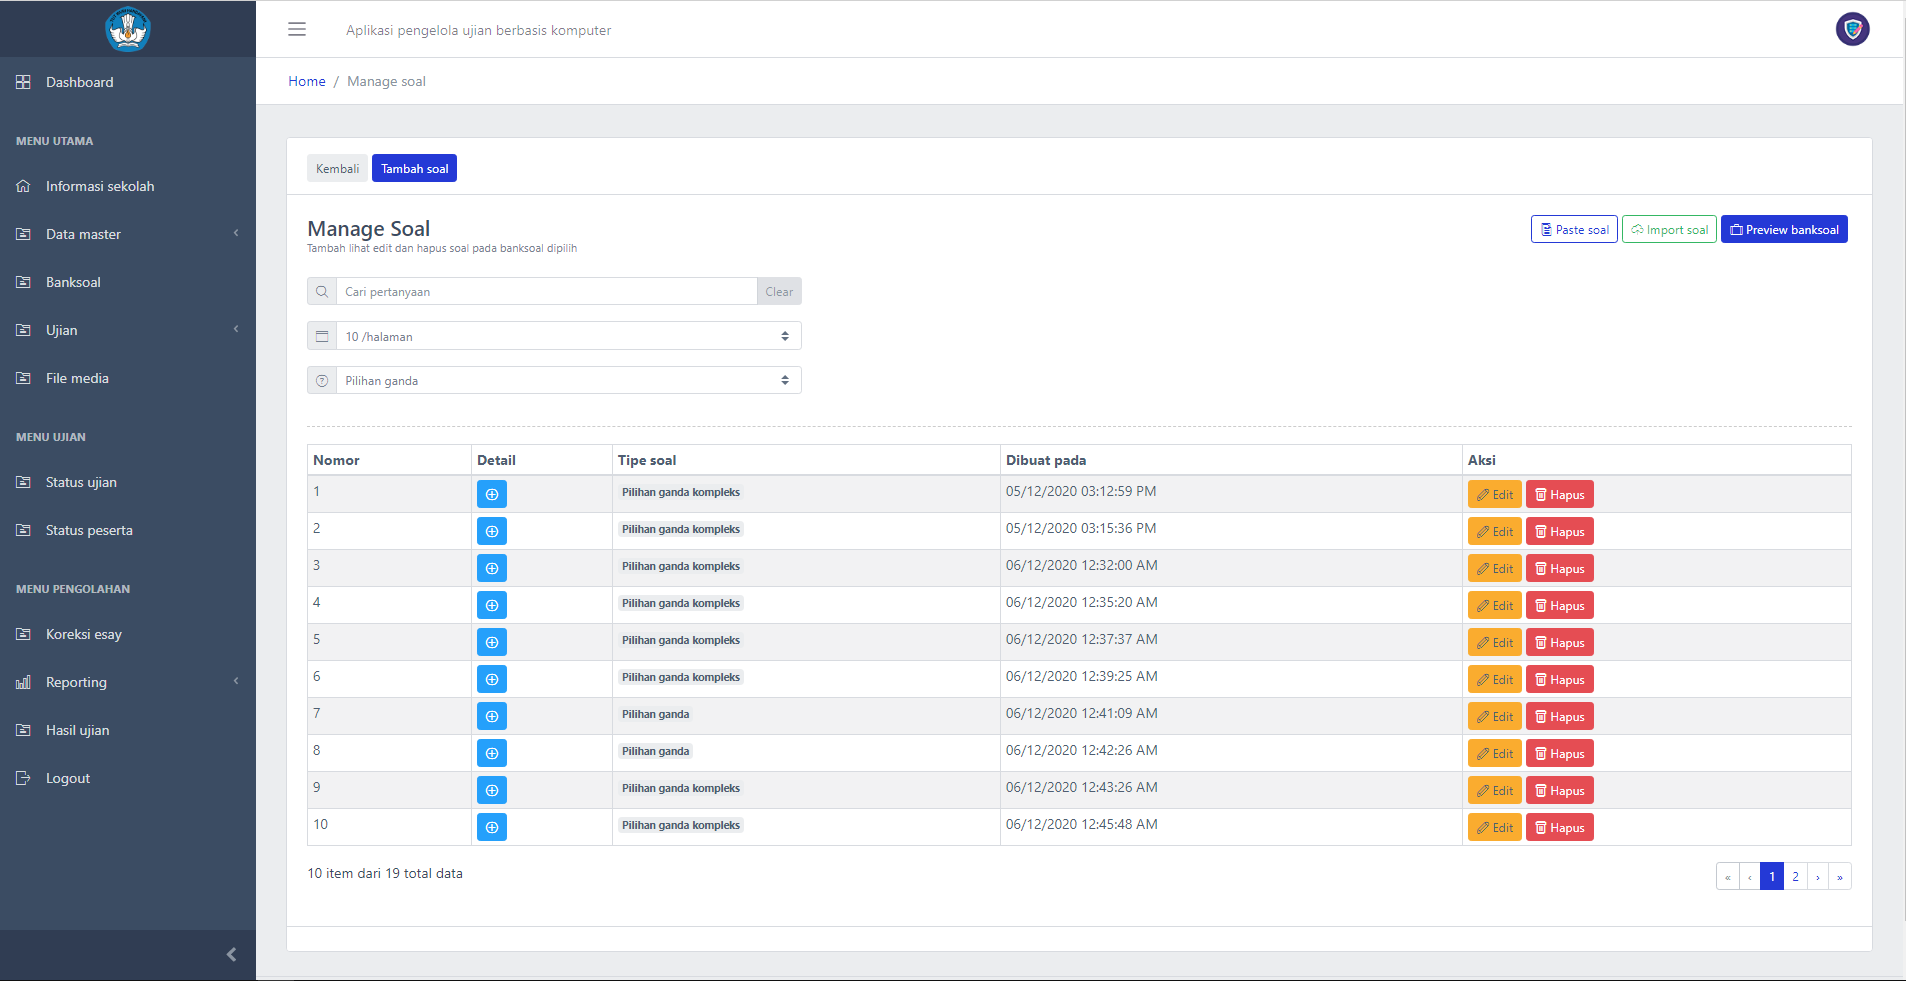 Aplikasi pengelola ujian berbasis komputer
Dashboard
MENU UTAMA
Informasi sekolah
Data master
Banksoal
Ujian
File media
MENU UJIAN
Status ujian
Status peserta
MENU PENGOLAHAN
Koreksi esay
Reporting
Hasil ujian
Logout
Home / Manage soal
Kembali Tambah soal
Manage Soal
Tambah lihat edit dan hapus soal pada banksoal dipilih
Paste soal Import soal Preview banksoal
Cari pertanyaan Clear
10 /halaman
Pilihan ganda
Nomor Detail Tipe soal Dibuat pada Aksi
1 Pilihan ganda kompleks 05/12/2020 03:12:59 PM Edit Hapus
2 Pilihan ganda kompleks 05/12/2020 03:15:36 PM Edit Hapus
3 Pilihan ganda kompleks 06/12/2020 12:32:00 AM Edit Hapus
4 Pilihan ganda kompleks 06/12/2020 12:35:20 AM Edit Hapus
5 Pilihan ganda kompleks 06/12/2020 12:37:37 AM Edit Hapus
6 Pilihan ganda kompleks 06/12/2020 12:39:25 AM Edit Hapus
7 Pilihan ganda 06/12/2020 12:41:09 AM Edit Hapus
8 Pilihan ganda 06/12/2020 12:42:26 AM Edit Hapus
9 Pilihan ganda kompleks 06/12/2020 12:43:26 AM Edit Hapus
10 Pilihan ganda kompleks 06/12/2020 12:45:48 AM Edit Hapus
10 item dari 19 total data
« ‹ 1 2 › »